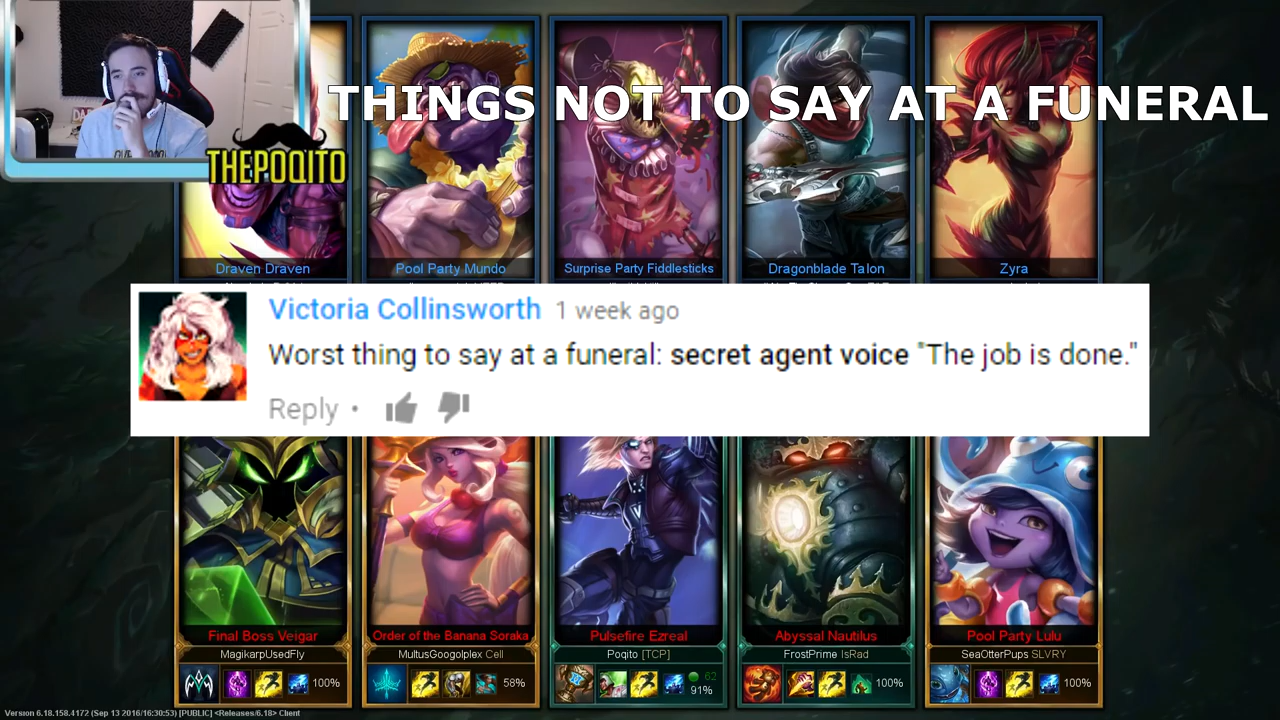 THINGS NOT TO SAY AT A FUNERAL
THEPOQITO
Draven Draven
Pool Party Mundo
Surprise Party Fiddlesticks
Dragonblade Talon
Zyra
Victoria Collinsworth 1 week ago
Worst thing to say at a funeral: secret agent voice "The job is done."
Reply •
Final Boss Veigar
Order of the Banana Soraka
Pulsefire Ezreal
Abyssal Nautilus
Pool Party Lulu
MagikarpUsedFly
MultusGoogolplex Cell
Poqito [TCP]
FrostPrime IsRad
SeaOtterPups SLVRY
100%
58%
62
91%
100%
100%
Version 6.18.158.4172 (Sep 13 2016/16:30:53) [PUBLIC] <Releases/6.18> Client